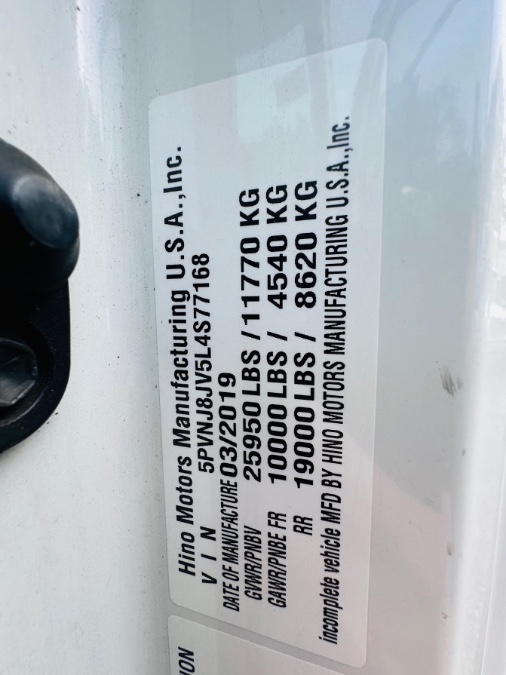 Hino Motors Manufacturing U.S.A.,Inc.
V I N 5PVNJ8JV5L4S77168
DATE OF MANUFACTURE 03/2019
GVWR/PNBV 25950 LBS / 11770 KG
GAWR/PNBE FR 10000 LBS / 4540 KG
RR 19000 LBS / 8620 KG
incomplete vehicle MFD BY HINO MOTORS MANUFACTURING U.S.A.,Inc.
ION